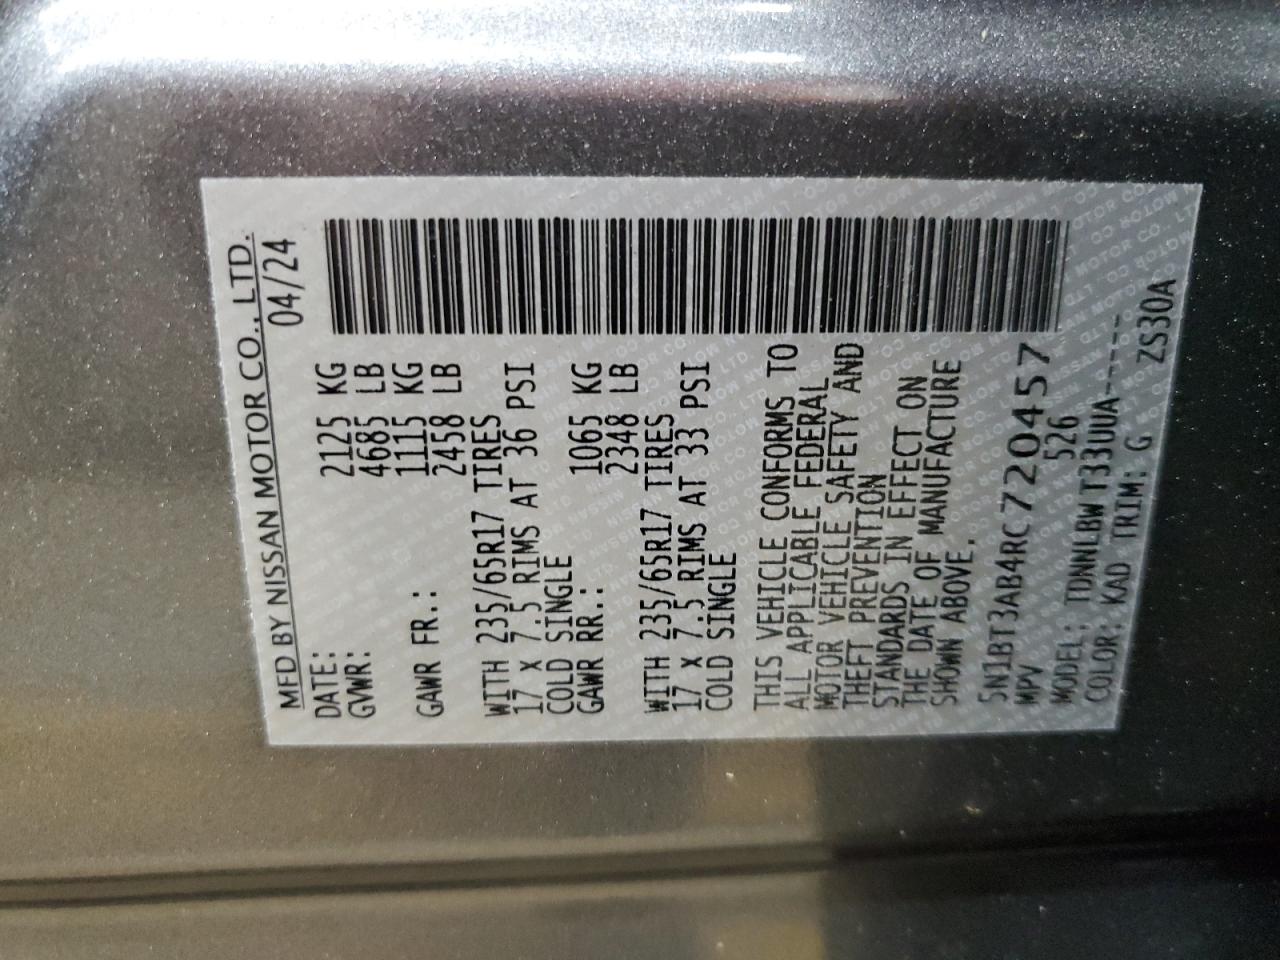 MFD BY NISSAN MOTOR CO., LTD.
DATE: 04/24
GVWR: 2125 KG
4685 LB
1115 KG
GAWR FR.: 2458 LB
WITH 235/65R17 TIRES
17 X 7.5 RIMS AT 36 PSI
COLD SINGLE
GAWR RR.: 1065 KG
2348 LB
WITH 235/65R17 TIRES
17 X 7.5 RIMS AT 33 PSI
COLD SINGLE
THIS VEHICLE CONFORMS TO
ALL APPLICABLE FEDERAL
MOTOR VEHICLE SAFETY AND
THEFT PREVENTION
STANDARDS IN EFFECT ON
THE DATE OF MANUFACTURE
SHOWN ABOVE.
5N1BT3AB4RC720457
MPV 526
MODEL: TDNNLBW T33UUA-----
COLOR: KAD TRIM: G ZS30A